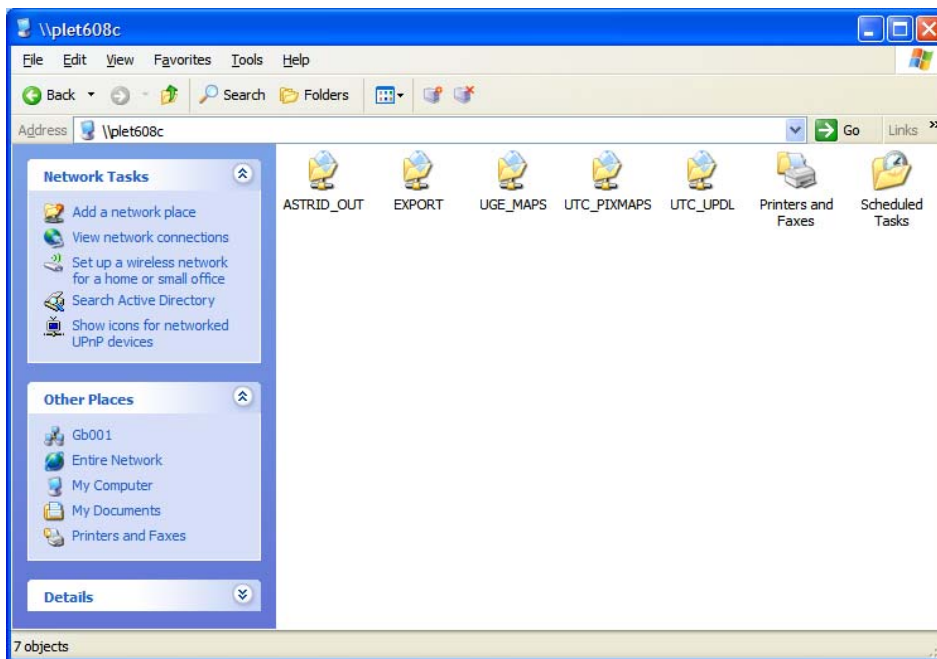 \\plet608c
File Edit View Favorites Tools Help
Back Search Folders
Address \\plet608c Go Links »
Network Tasks
Add a network place
View network connections
Set up a wireless network
for a home or small office
Search Active Directory
Show icons for networked
UPnP devices
Other Places
Gb001
Entire Network
My Computer
My Documents
Printers and Faxes
Details
ASTRID_OUT EXPORT UGE_MAPS UTC_PIXMAPS UTC_UPDL Printers and Scheduled
Faxes Tasks
7 objects